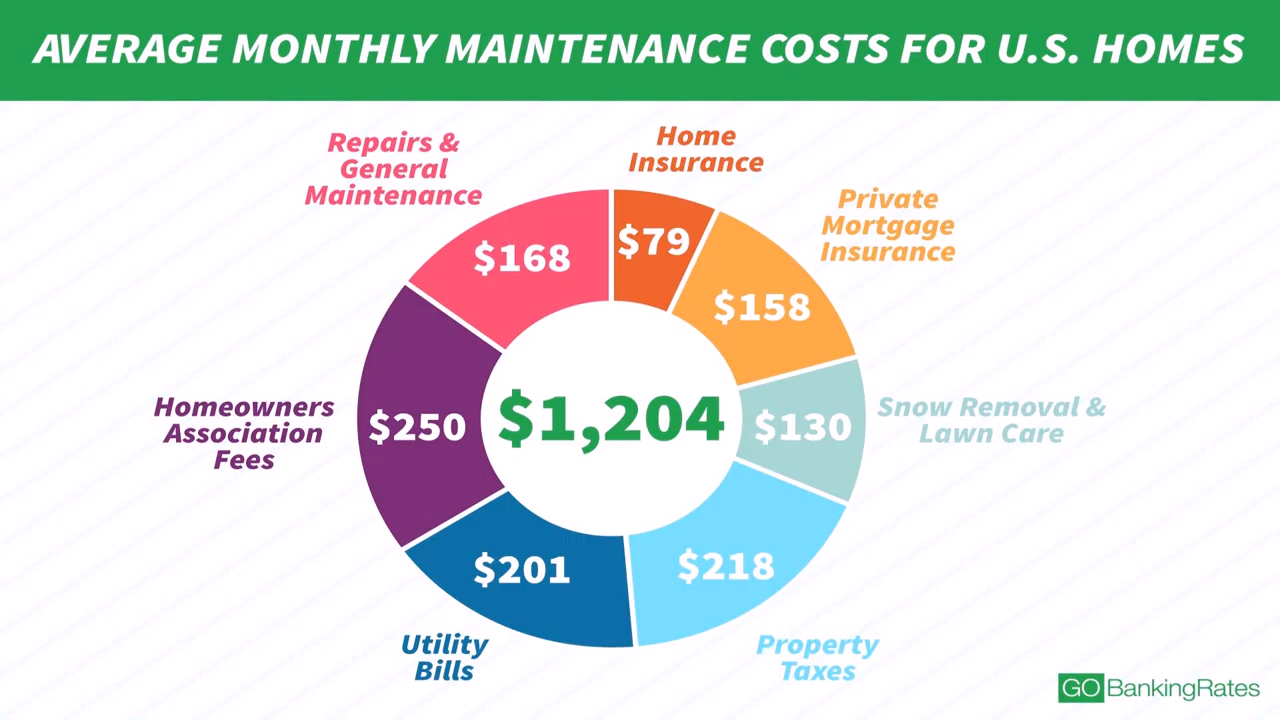 AVERAGE MONTHLY MAINTENANCE COSTS FOR U.S. HOMES
Repairs &
General
Maintenance
$168
Home
Insurance
$79
Private
Mortgage
Insurance
$158
Homeowners
Association
Fees
$250
$1,204
$130
Snow Removal &
Lawn Care
$201
Utility
Bills
$218
Property
Taxes
GOBankingRates